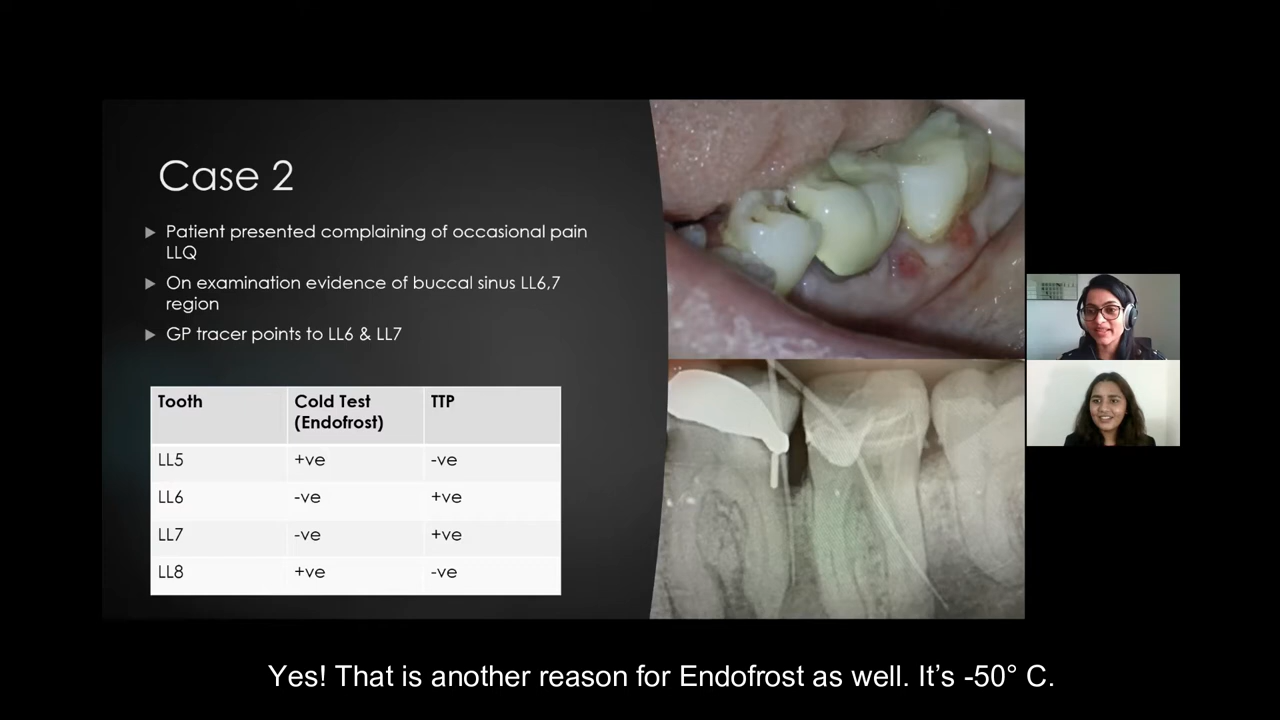 Case 2
Patient presented complaining of occasional pain
LLQ
On examination evidence of buccal sinus LL6,7
region
GP tracer points to LL6 & LL7
Tooth Cold Test (Endofrost) TTP
LL5 +ve -ve
LL6 -ve +ve
LL7 -ve +ve
LL8 +ve -ve
Yes! That is another reason for Endofrost as well. It’s -50° C.